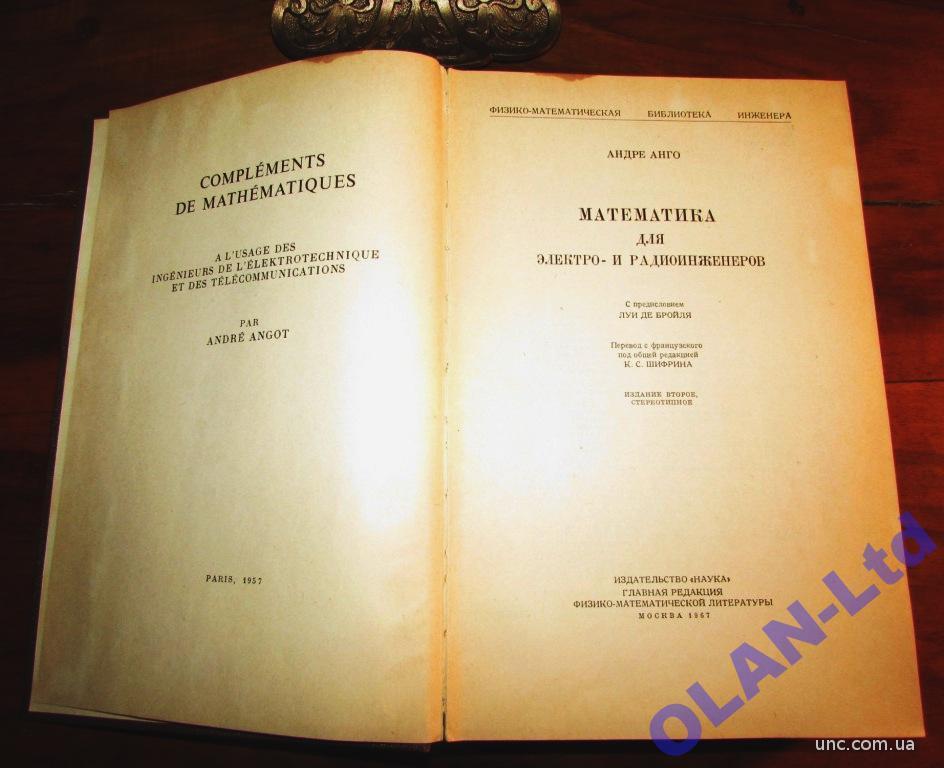 COMPLÉMENTS
DE MATHÉMATIQUES
A L'USAGE DES
INGÉNIEURS DE L'ÉLEKTROTECHNIQUE
ET DES TÉLÉCOMMUNICATIONS
PAR
ANDRÉ ANGOT
PARIS, 1957
ФИЗИКО-МАТЕМАТИЧЕСКАЯ БИБЛИОТЕКА ИНЖЕНЕРА
АНДРЕ АНГО
МАТЕМАТИКА
ДЛЯ
ЭЛЕКТРО- И РАДИОИНЖЕНЕРОВ
С предисловием
ЛУИ ДЕ БРОЙЛЯ
Перевод с французского
под общей редакцией
К. С. ШИФРИНА
ИЗДАНИЕ ВТОРОЕ,
СТЕРЕОТИПНОЕ
ИЗДАТЕЛЬСТВО «НАУКА»
ГЛАВНАЯ РЕДАКЦИЯ
ФИЗИКО-МАТЕМАТИЧЕСКОЙ ЛИТЕРАТУРЫ
МОСКВА 1967
OLAN-Ltd
unc.com.ua